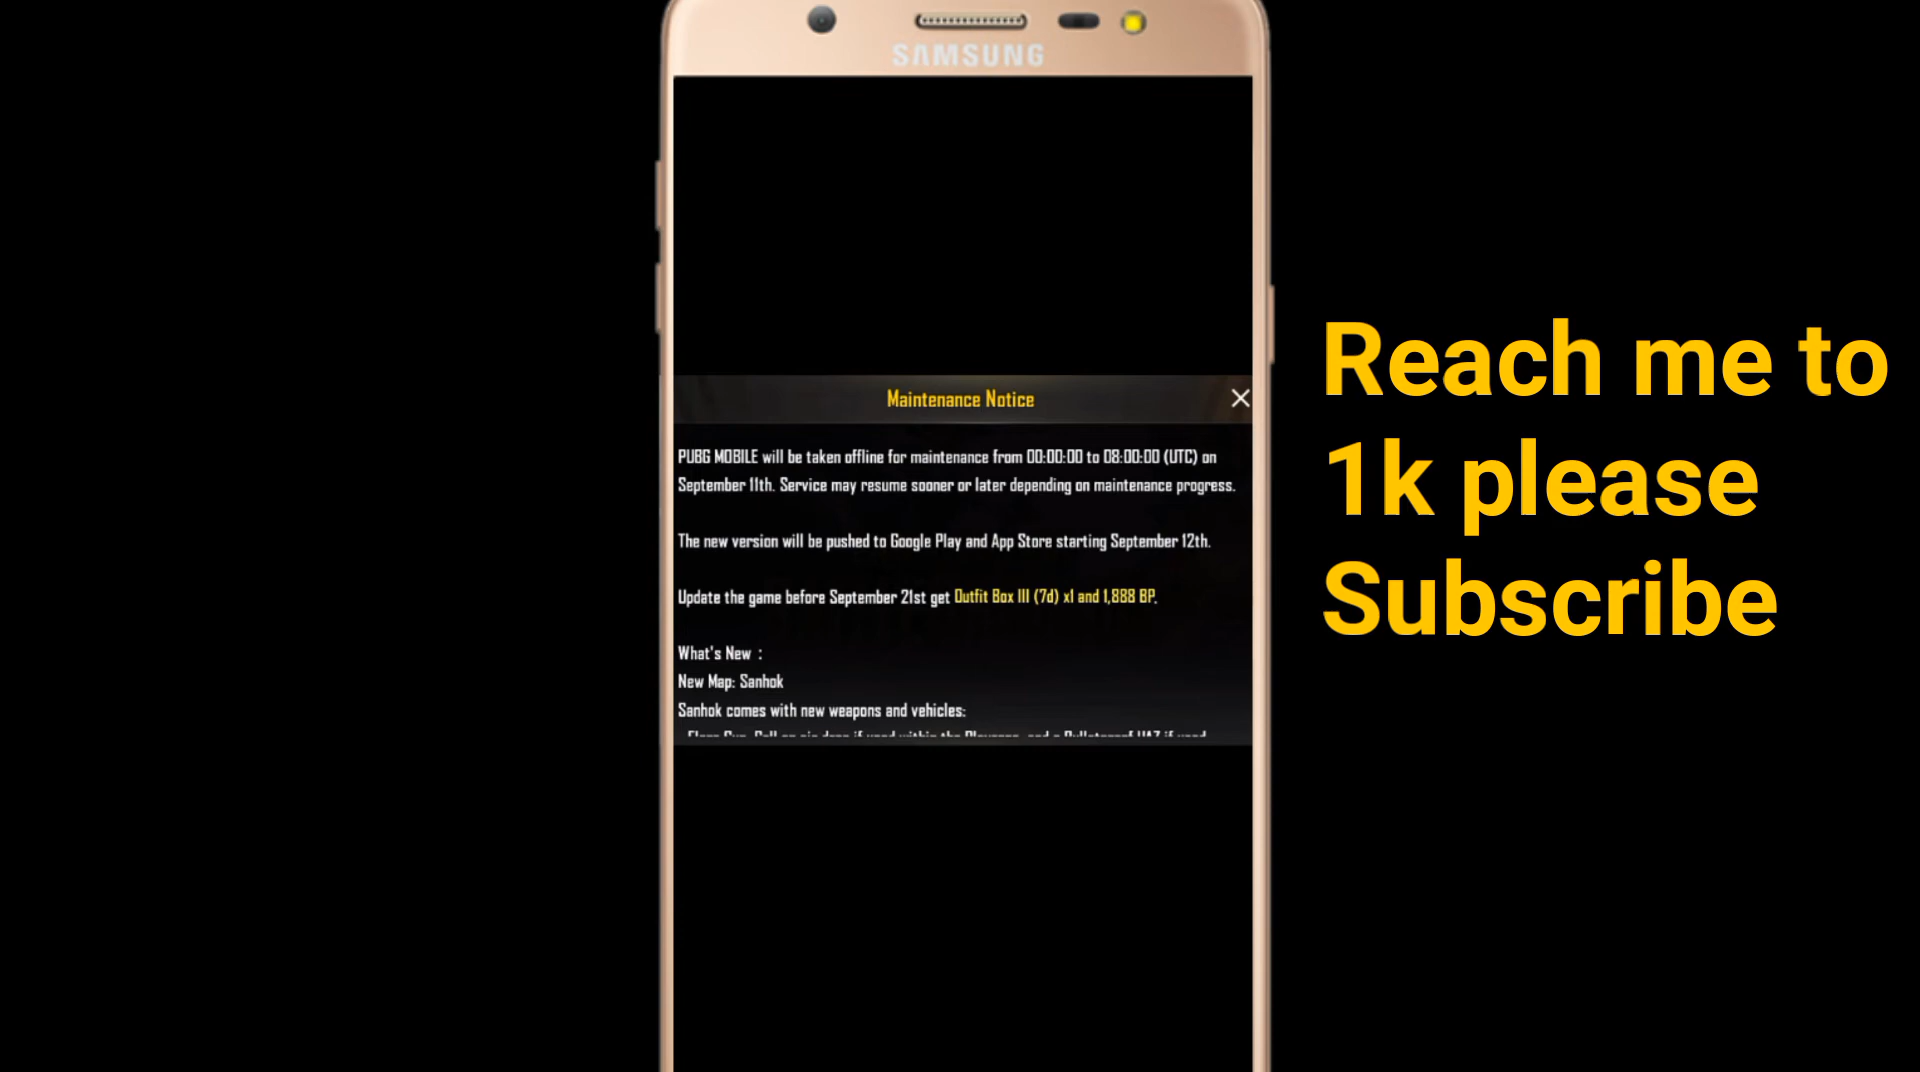 SAMSUNG
Maintenance Notice
PUBG MOBILE will be taken offline for maintenance from 00:00:00 to 08:00:00 (UTC) on
September 11th. Service may resume sooner or later depending on maintenance progress.
The new version will be pushed to Google Play and App Store starting September 12th.
Update the game before September 21st get Outfit Box III (7d) x1 and 1,888 BP.
What's New :
New Map: Sanhok
Sanhok comes with new weapons and vehicles:
Reach me to
1k please
Subscribe